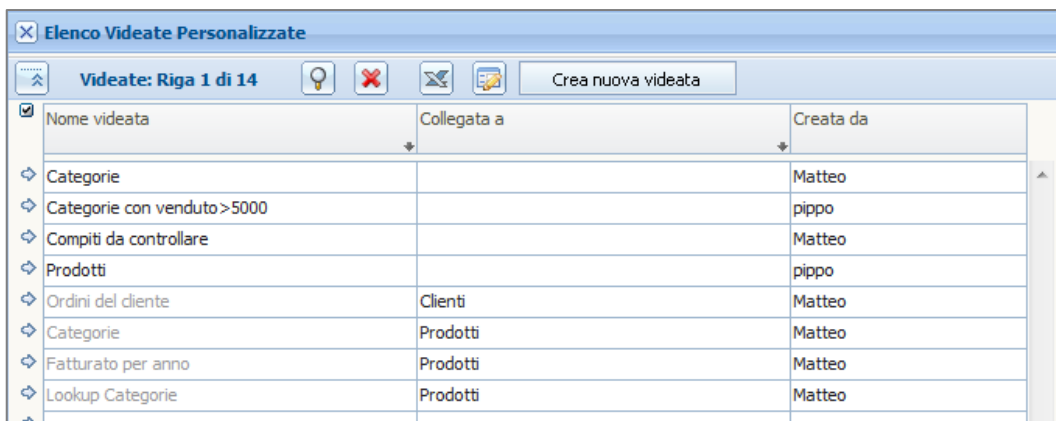 Elenco Videate Personalizzate
Videate: Riga 1 di 14 Crea nuova videata
Nome videata Collegata a Creata da
Categorie Matteo
Categorie con venduto>5000 pippo
Compiti da controllare Matteo
Prodotti pippo
Ordini del cliente Clienti Matteo
Categorie Prodotti Matteo
Fatturato per anno Prodotti Matteo
Lookup Categorie Prodotti Matteo